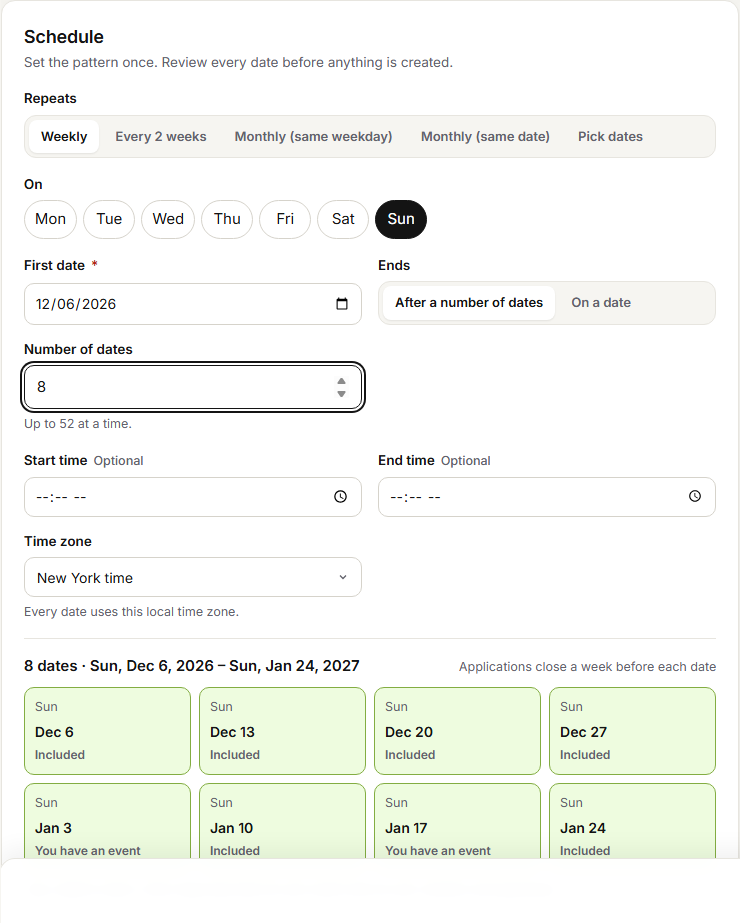 Schedule
Set the pattern once. Review every date before anything is created.
Repeats
Weekly Every 2 weeks Monthly (same weekday) Monthly (same date) Pick dates
On
Mon Tue Wed Thu Fri Sat Sun
First date * Ends
12/06/2026 After a number of dates On a date
Number of dates
8
Up to 52 at a time.
Start time Optional End time Optional
--:-- -- --:-- --
Time zone
New York time
Every date uses this local time zone.
8 dates · Sun, Dec 6, 2026 – Sun, Jan 24, 2027 Applications close a week before each date
Sun Sun Sun Sun
Dec 6 Dec 13 Dec 20 Dec 27
Included Included Included Included
Sun Sun Sun Sun
Jan 3 Jan 10 Jan 17 Jan 24
You have an event Included You have an event Included